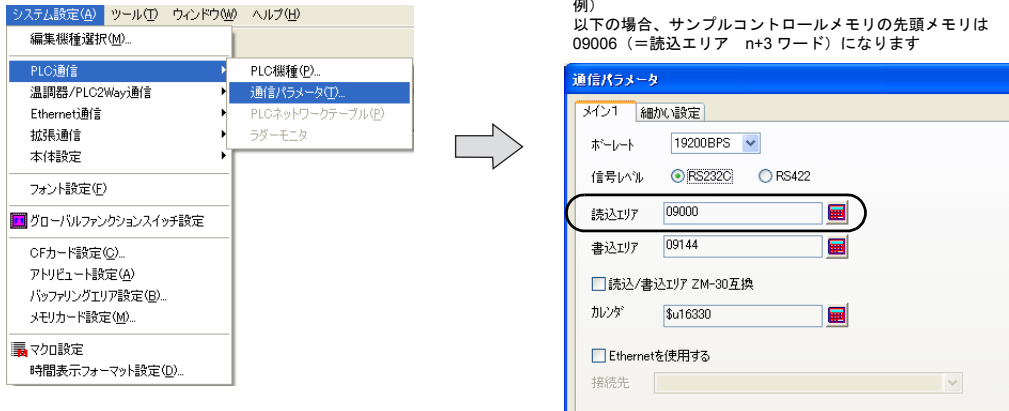 システム設定(A) ツール(T) ウィンドウ(W) ヘルプ(H)
編集機種選択(M)...
PLC通信
温調器/PLC2Way通信
Ethernet通信
拡張通信
本体設定
フォント設定(F)
グローバルファンクションスイッチ設定
CFカード設定(C)...
アトリビュート設定(A)
バッファリングエリア設定(B)...
メモリカード設定(M)...
マクロ設定
時間表示フォーマット設定(D)...
PLC機種(P)...
通信パラメータ(T)...
PLCネットワークテーブル(P)
ラダーモニタ
例）
以下の場合、サンプルコントロールメモリの先頭メモリは
09006（＝読込エリア n+3 ワード）になります
通信パラメータ
メイン1 細かい設定
ボーレート 19200BPS
信号レベル RS232C RS422
読込エリア 09000
書込エリア 09144
読込/書込エリア ZM-30互換
カレンダ $u16330
Ethernetを使用する
接続先